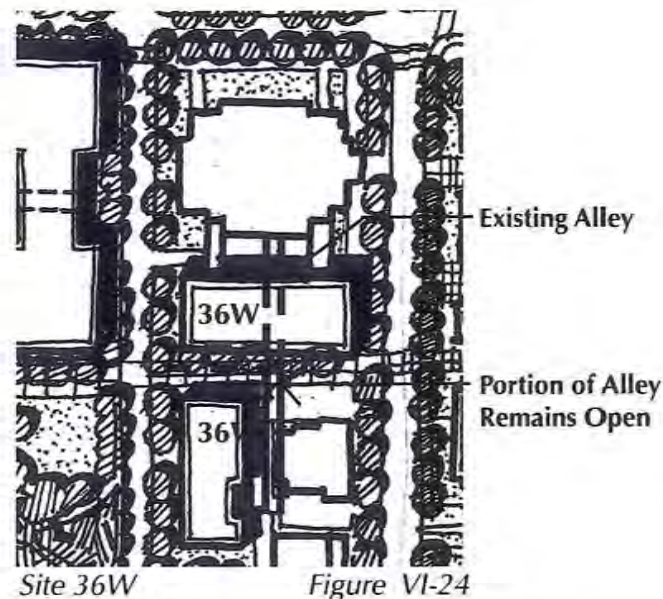 Existing Alley
36W
Portion of Alley
Remains Open
36W
Site 36W Figure VI-24